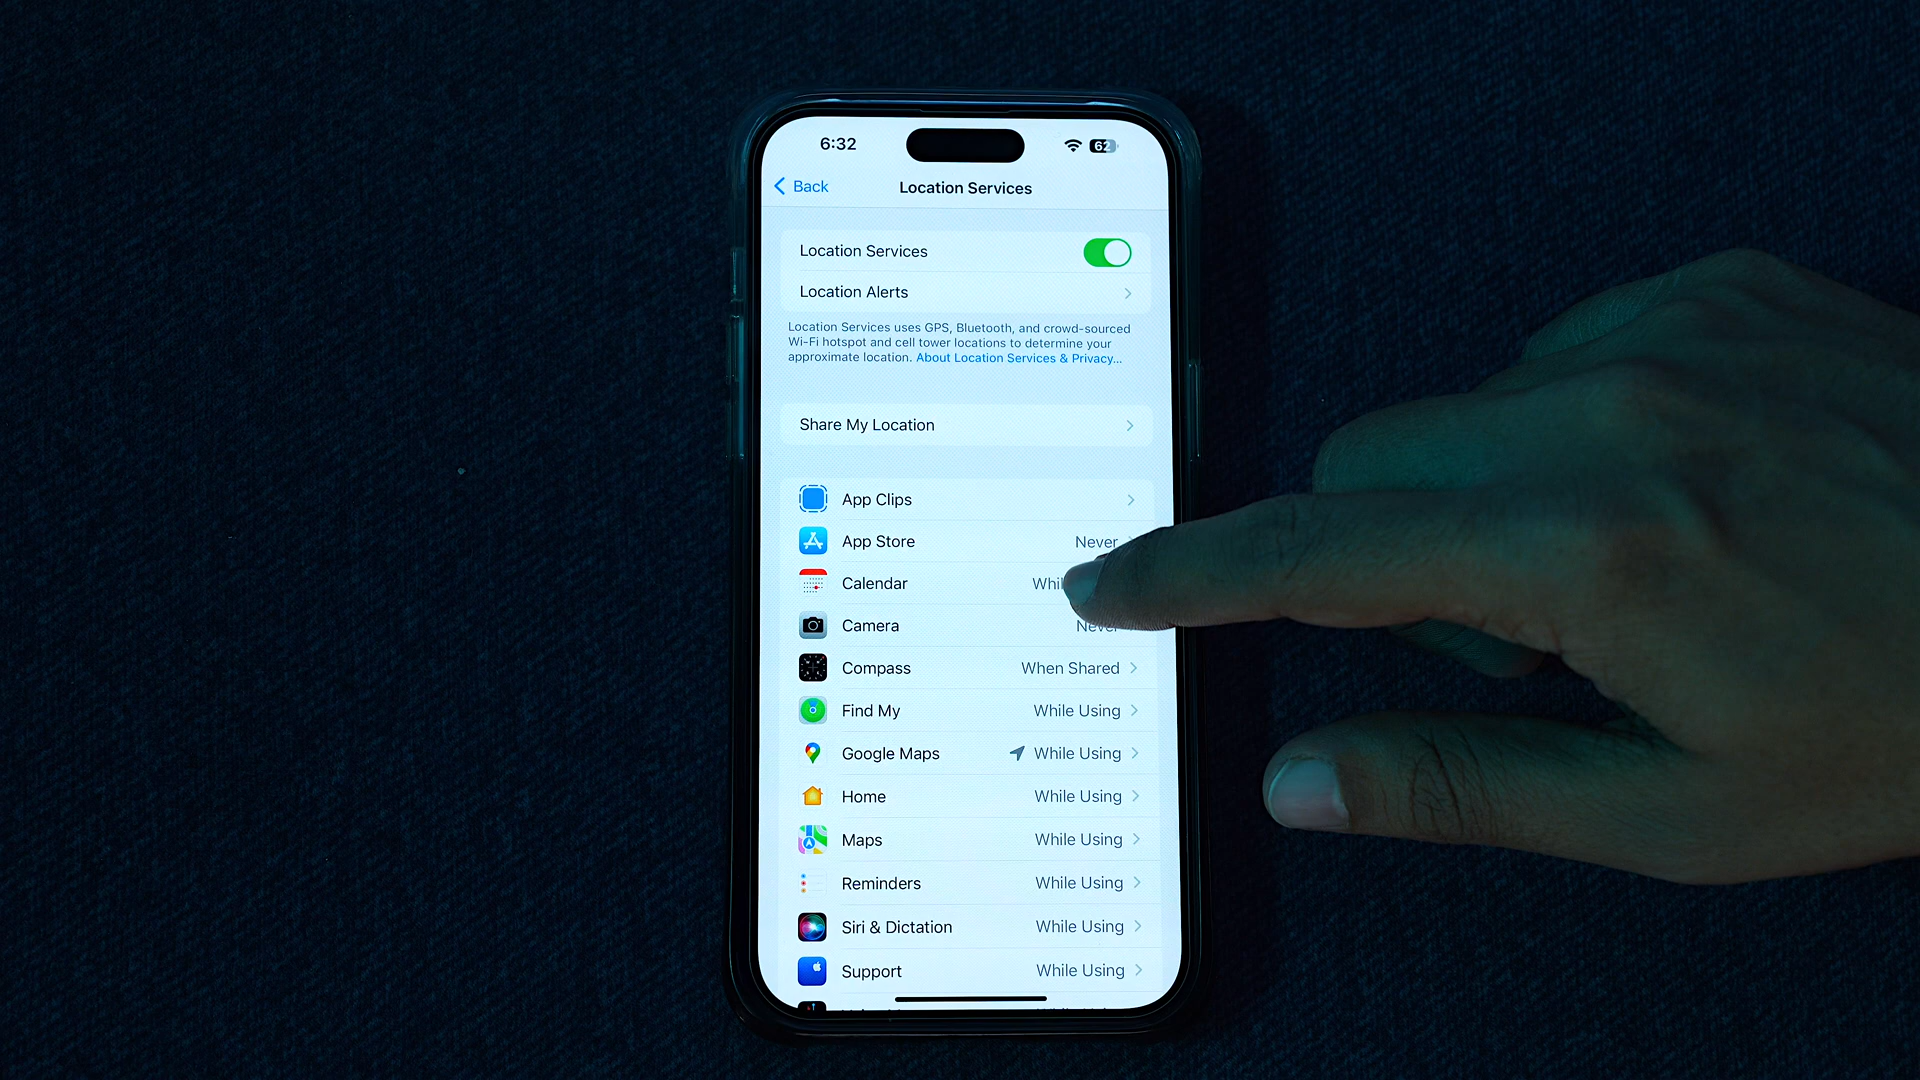 6:32
62
Back
Location Services
Location Services
Location Alerts
Location Services uses GPS, Bluetooth, and crowd-sourced
Wi-Fi hotspot and cell tower locations to determine your
approximate location. About Location Services & Privacy...
Share My Location
App Clips
App Store Never
Calendar
Camera Never
Compass When Shared
Find My While Using
Google Maps While Using
Home While Using
Maps While Using
Reminders While Using
Siri & Dictation While Using
Support While Using